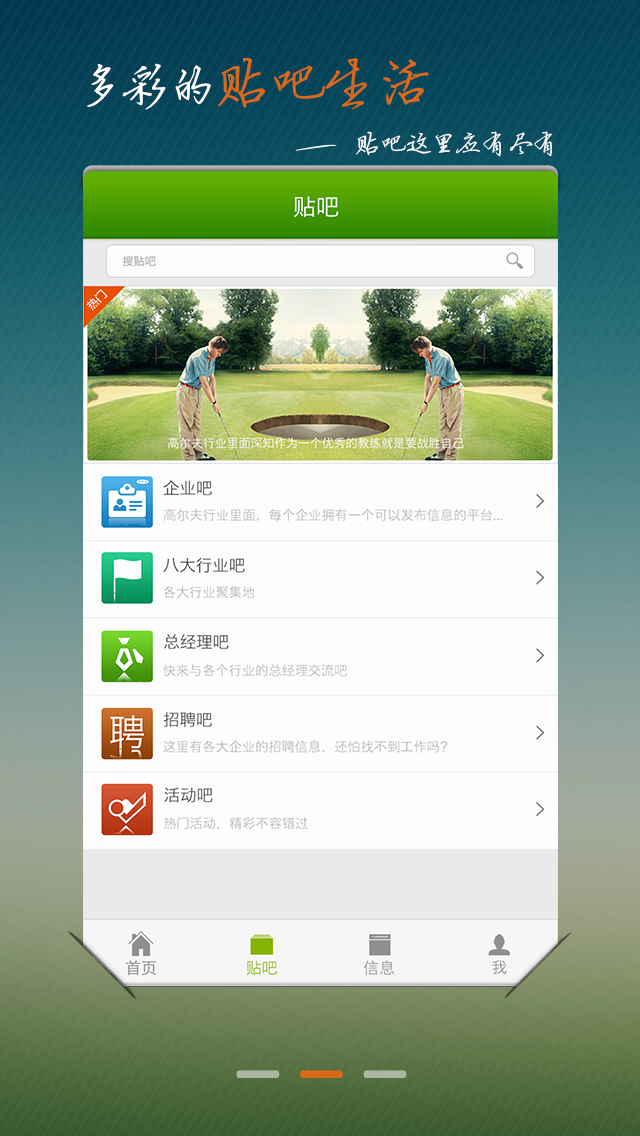 多彩的贴吧生活
—— 贴吧这里应有尽有
贴吧
搜贴吧
热门
高尔夫行业里面深知作为一个优秀的教练就是要战胜自己
企业吧
高尔夫行业里面，每个企业拥有一个可以发布信息的平台...
八大行业吧
各大行业聚集地
总经理吧
快来与各个行业的总经理交流吧
聘
招聘吧
这里有各大企业的招聘信息，还怕找不到工作吗？
活动吧
热门活动，精彩不容错过
首页
贴吧
信息
我